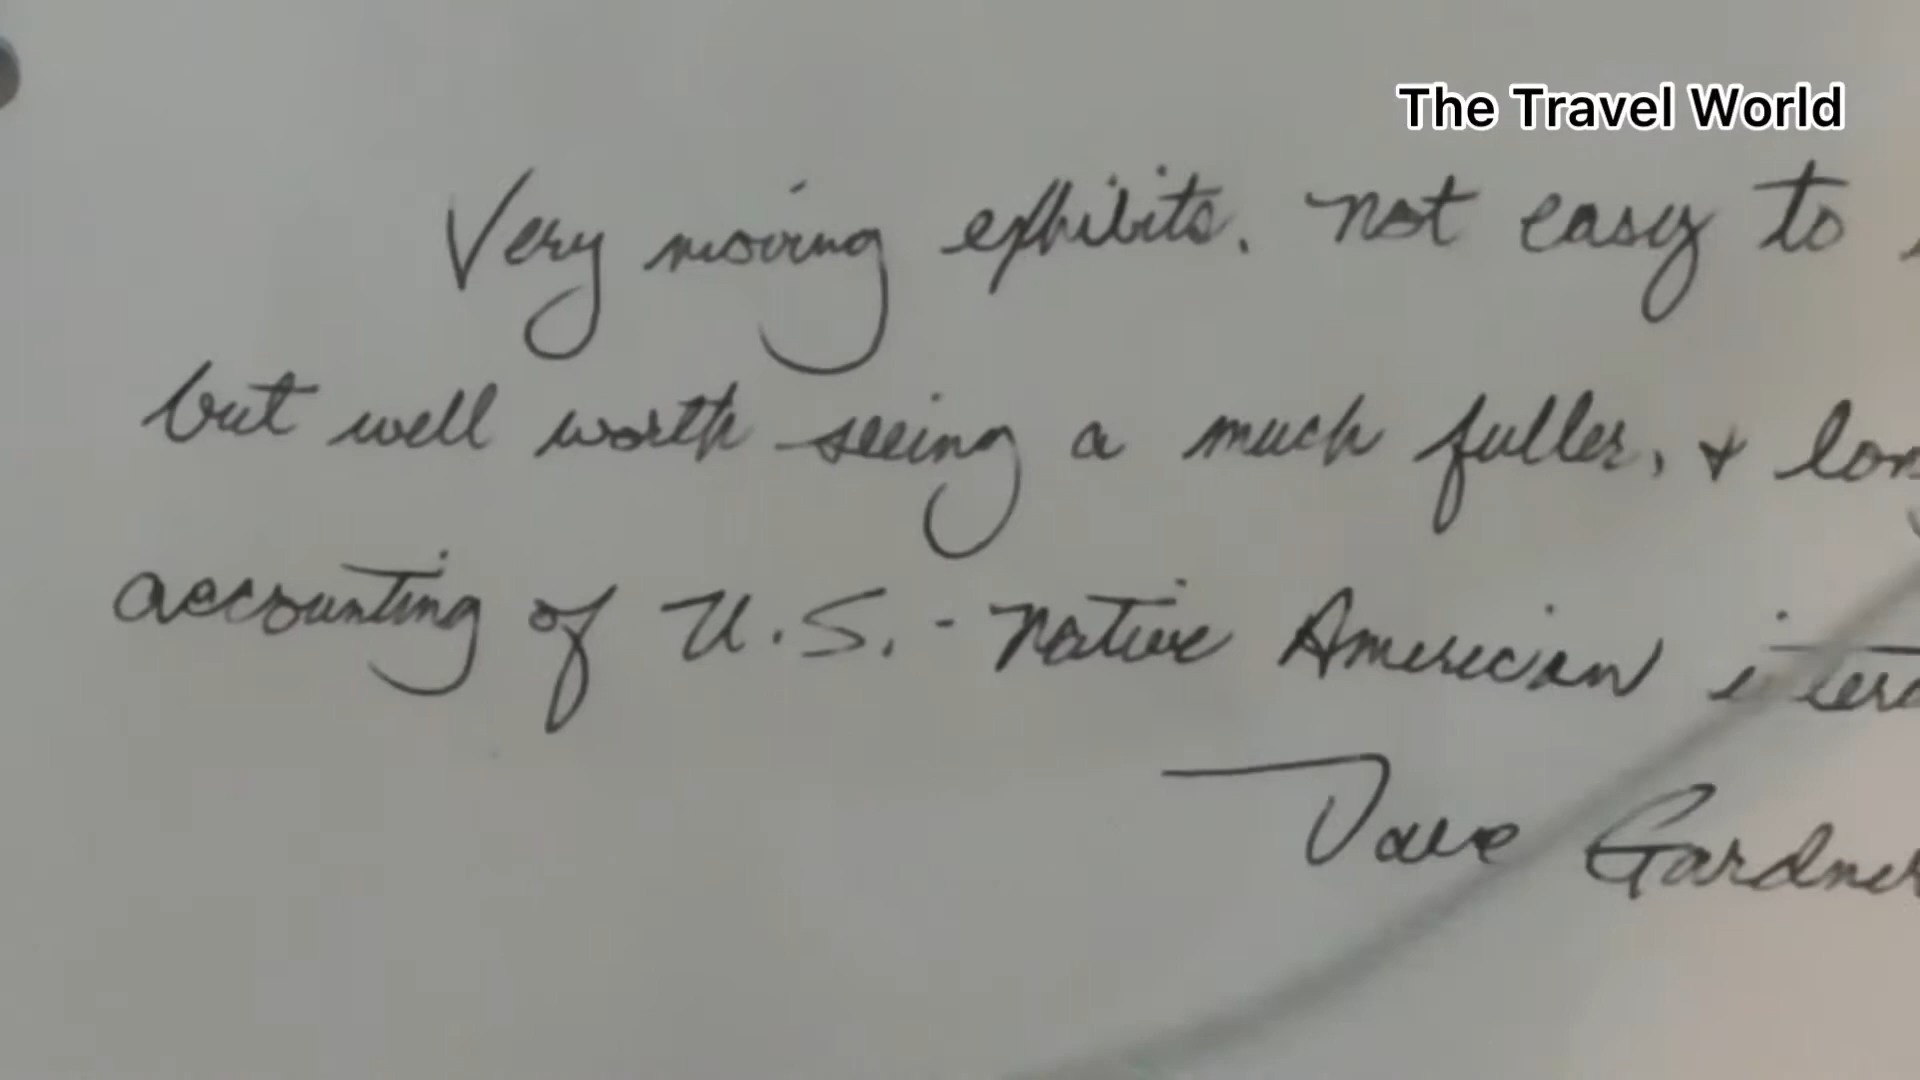 The Travel World
Very moving exhibits. not easy to
but well worth seeing a much fuller, & lon
accounting of U.S. - Native American
Dave Gardner